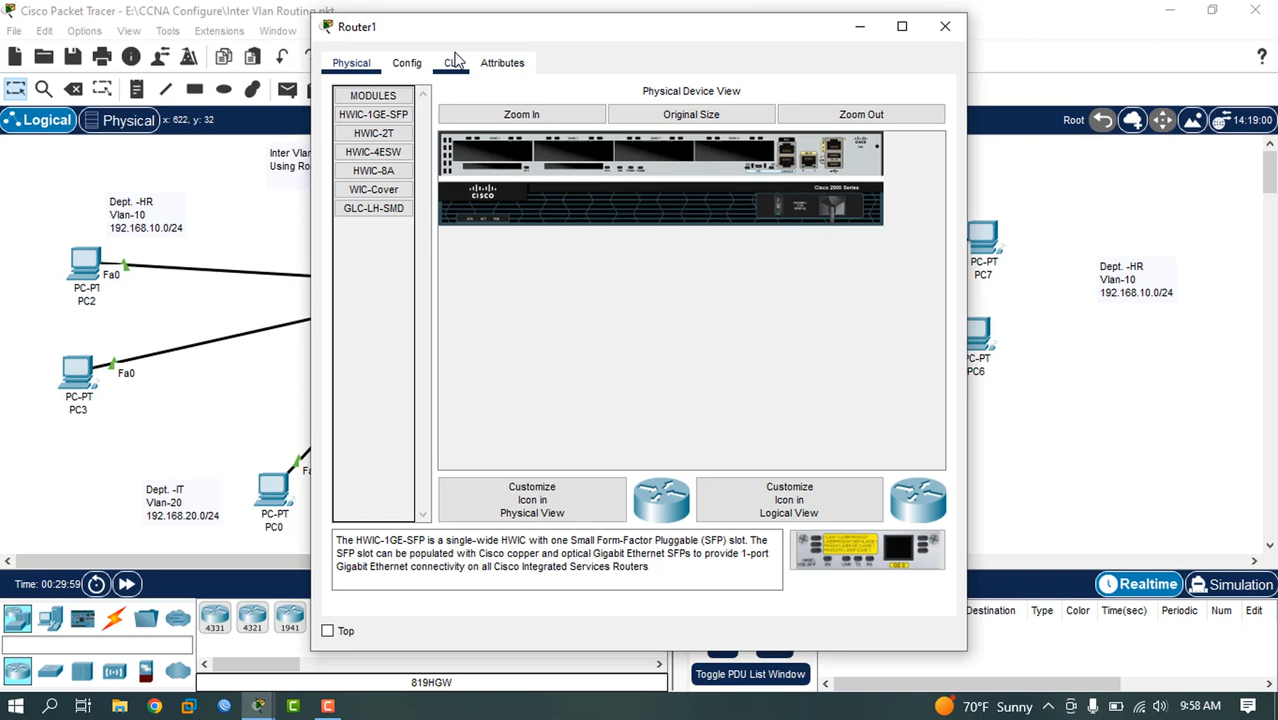 Cisco Packet Tracer - E:\CCNA Configure\Inter Vlan Routing.pkt
File Edit Options View Tools Extensions Window
Logical
Physical
x: 622, y: 32
Root
14:19:00
Inter Vlan
Dept. -HR
Vlan-10
192.168.10.0/24
Fa0
PC-PT
PC2
Fa0
PC-PT
PC3
Dept. -IT
Vlan-20
192.168.20.0/24
PC-PT
PC0
Router1
Physical
Config
Attributes
MODULES
HWIC-1GE-SFP
HWIC-2T
HWIC-4ESW
HWIC-8A
WIC-Cover
GLC-LH-SMD
Physical Device View
Zoom In
Original Size
Zoom Out
CISCO
Cisco 2900 Series
Customize
Icon in
Physical View
Customize
Icon in
Logical View
The HWIC-1GE-SFP is a single-wide HWIC with one Small Form-Factor Pluggable (SFP) slot. The
SFP slot can be populated with Cisco copper and optical Gigabit Ethernet SFPs to provide 1-port
Gigabit Ethernet connectivity on all Cisco Integrated Services Routers
Top
PC-PT
PC7
PC6
Dept. -HR
Vlan-10
192.168.10.0/24
Time: 00:29:59
Realtime
Simulation
4331
4321
1941
819HGW
Type
Color
Time(sec)
Periodic
Num
Edit
Toggle PDU List Window
70°F Sunny
9:58 AM